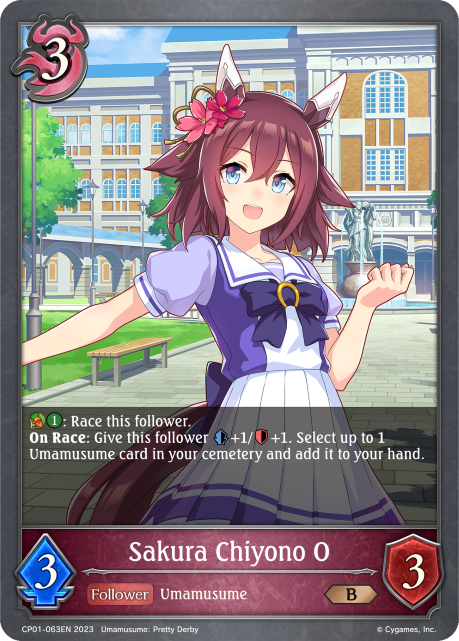 3
1 : Race this follower.
On Race: Give this follower +1/ +1. Select up to 1
Umamusume card in your cemetery and add it to your hand.
Sakura Chiyono O
3
Follower Umamusume
B
3
CP01-063EN 2023 Umamusume: Pretty Derby
© Cygames, Inc.